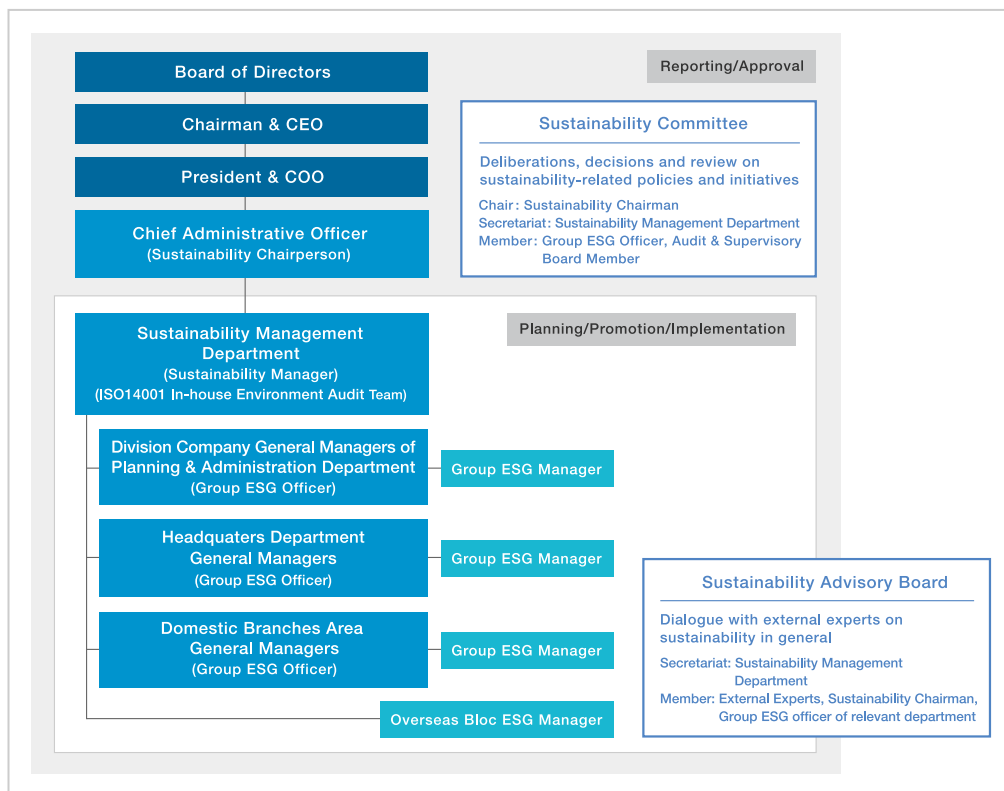 Board of Directors
Reporting/Approval
Chairman & CEO
President & COO
Chief Administrative Officer
(Sustainability Chairperson)
Sustainability Committee
Deliberations, decisions and review on
sustainability-related policies and initiatives
Chair: Sustainability Chairman
Secretariat: Sustainability Management Department
Member: Group ESG Officer, Audit & Supervisory
Board Member
Planning/Promotion/Implementation
Sustainability Management
Department
(Sustainability Manager)
(ISO14001 In-house Environment Audit Team)
Division Company General Managers of
Planning & Administration Department
(Group ESG Officer)
Group ESG Manager
Headquaters Department
General Managers
(Group ESG Officer)
Group ESG Manager
Domestic Branches Area
General Managers
(Group ESG Officer)
Group ESG Manager
Overseas Bloc ESG Manager
Sustainability Advisory Board
Dialogue with external experts on
sustainability in general
Secretariat: Sustainability Management
Department
Member: External Experts, Sustainability Chairman,
Group ESG officer of relevant department